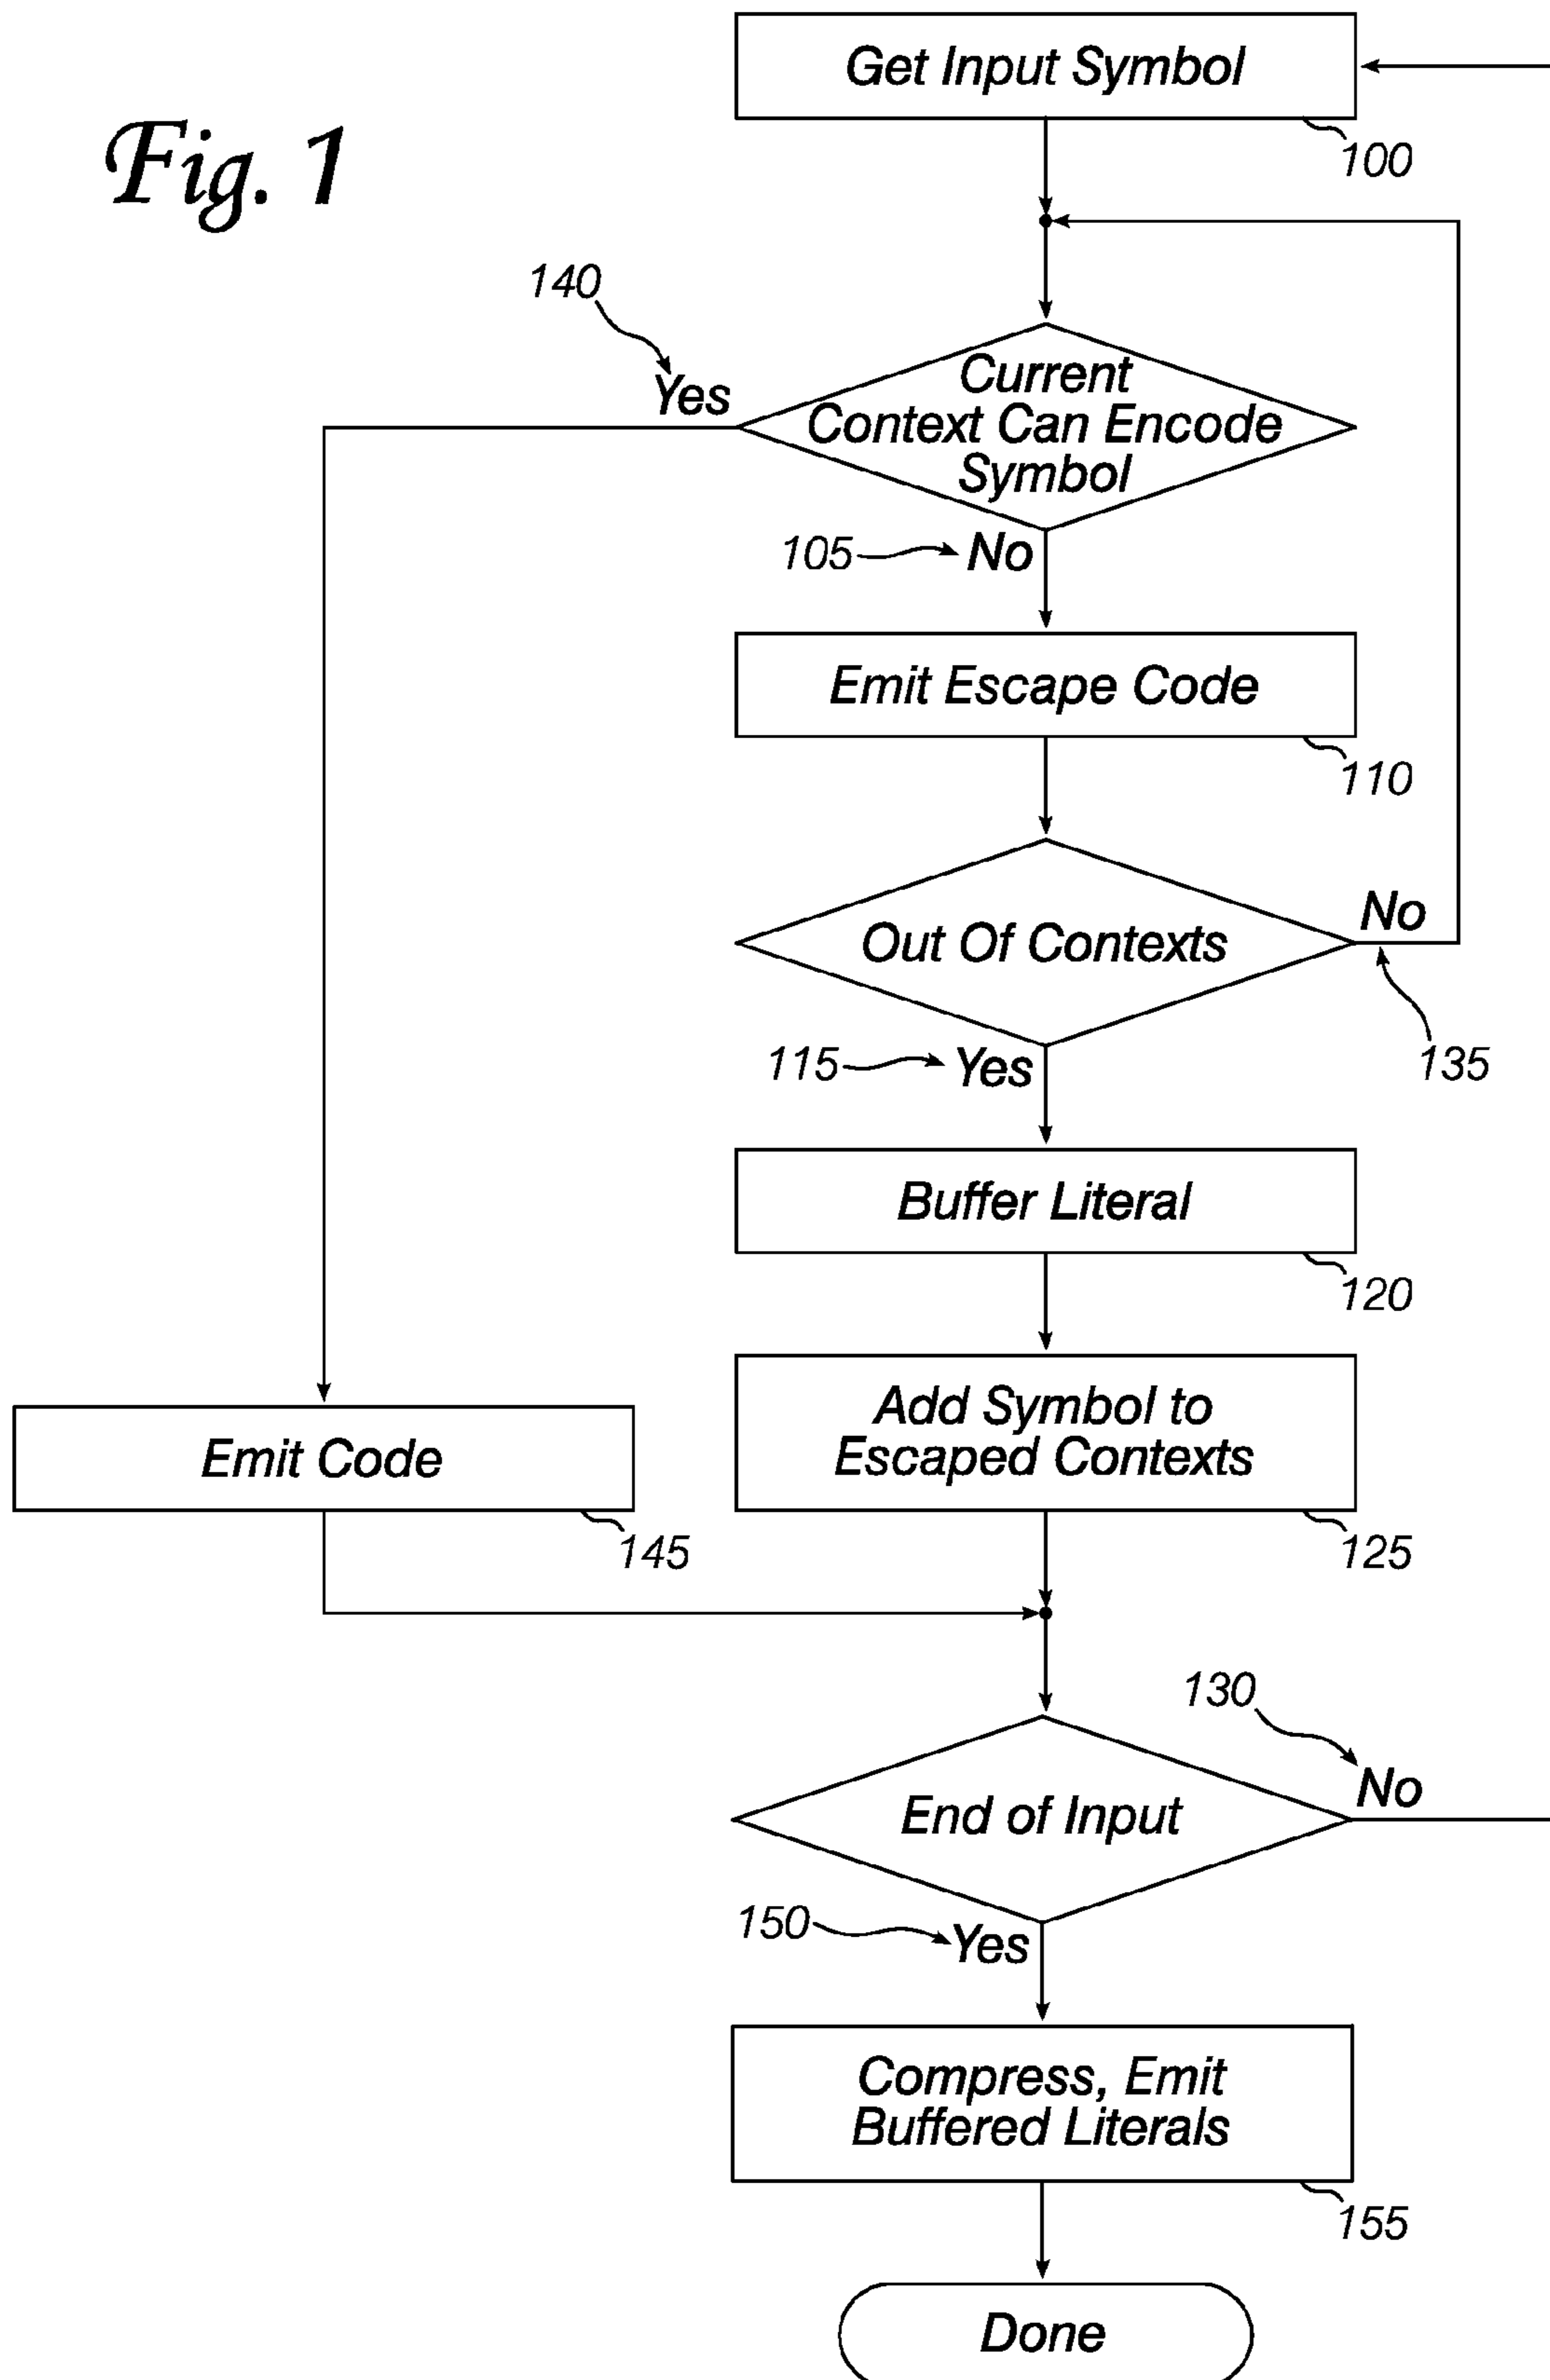 Get Input Symbol
100
Fig. 1
140
Yes
Current
Context Can Encode
Symbol
105
No
Emit Escape Code
110
Out Of Contexts
No
135
115
Yes
Buffer Literal
120
Add Symbol to
Escaped Contexts
125
Emit Code
145
130
No
End of Input
150
Yes
Compress, Emit
Buffered Literals
155
Done